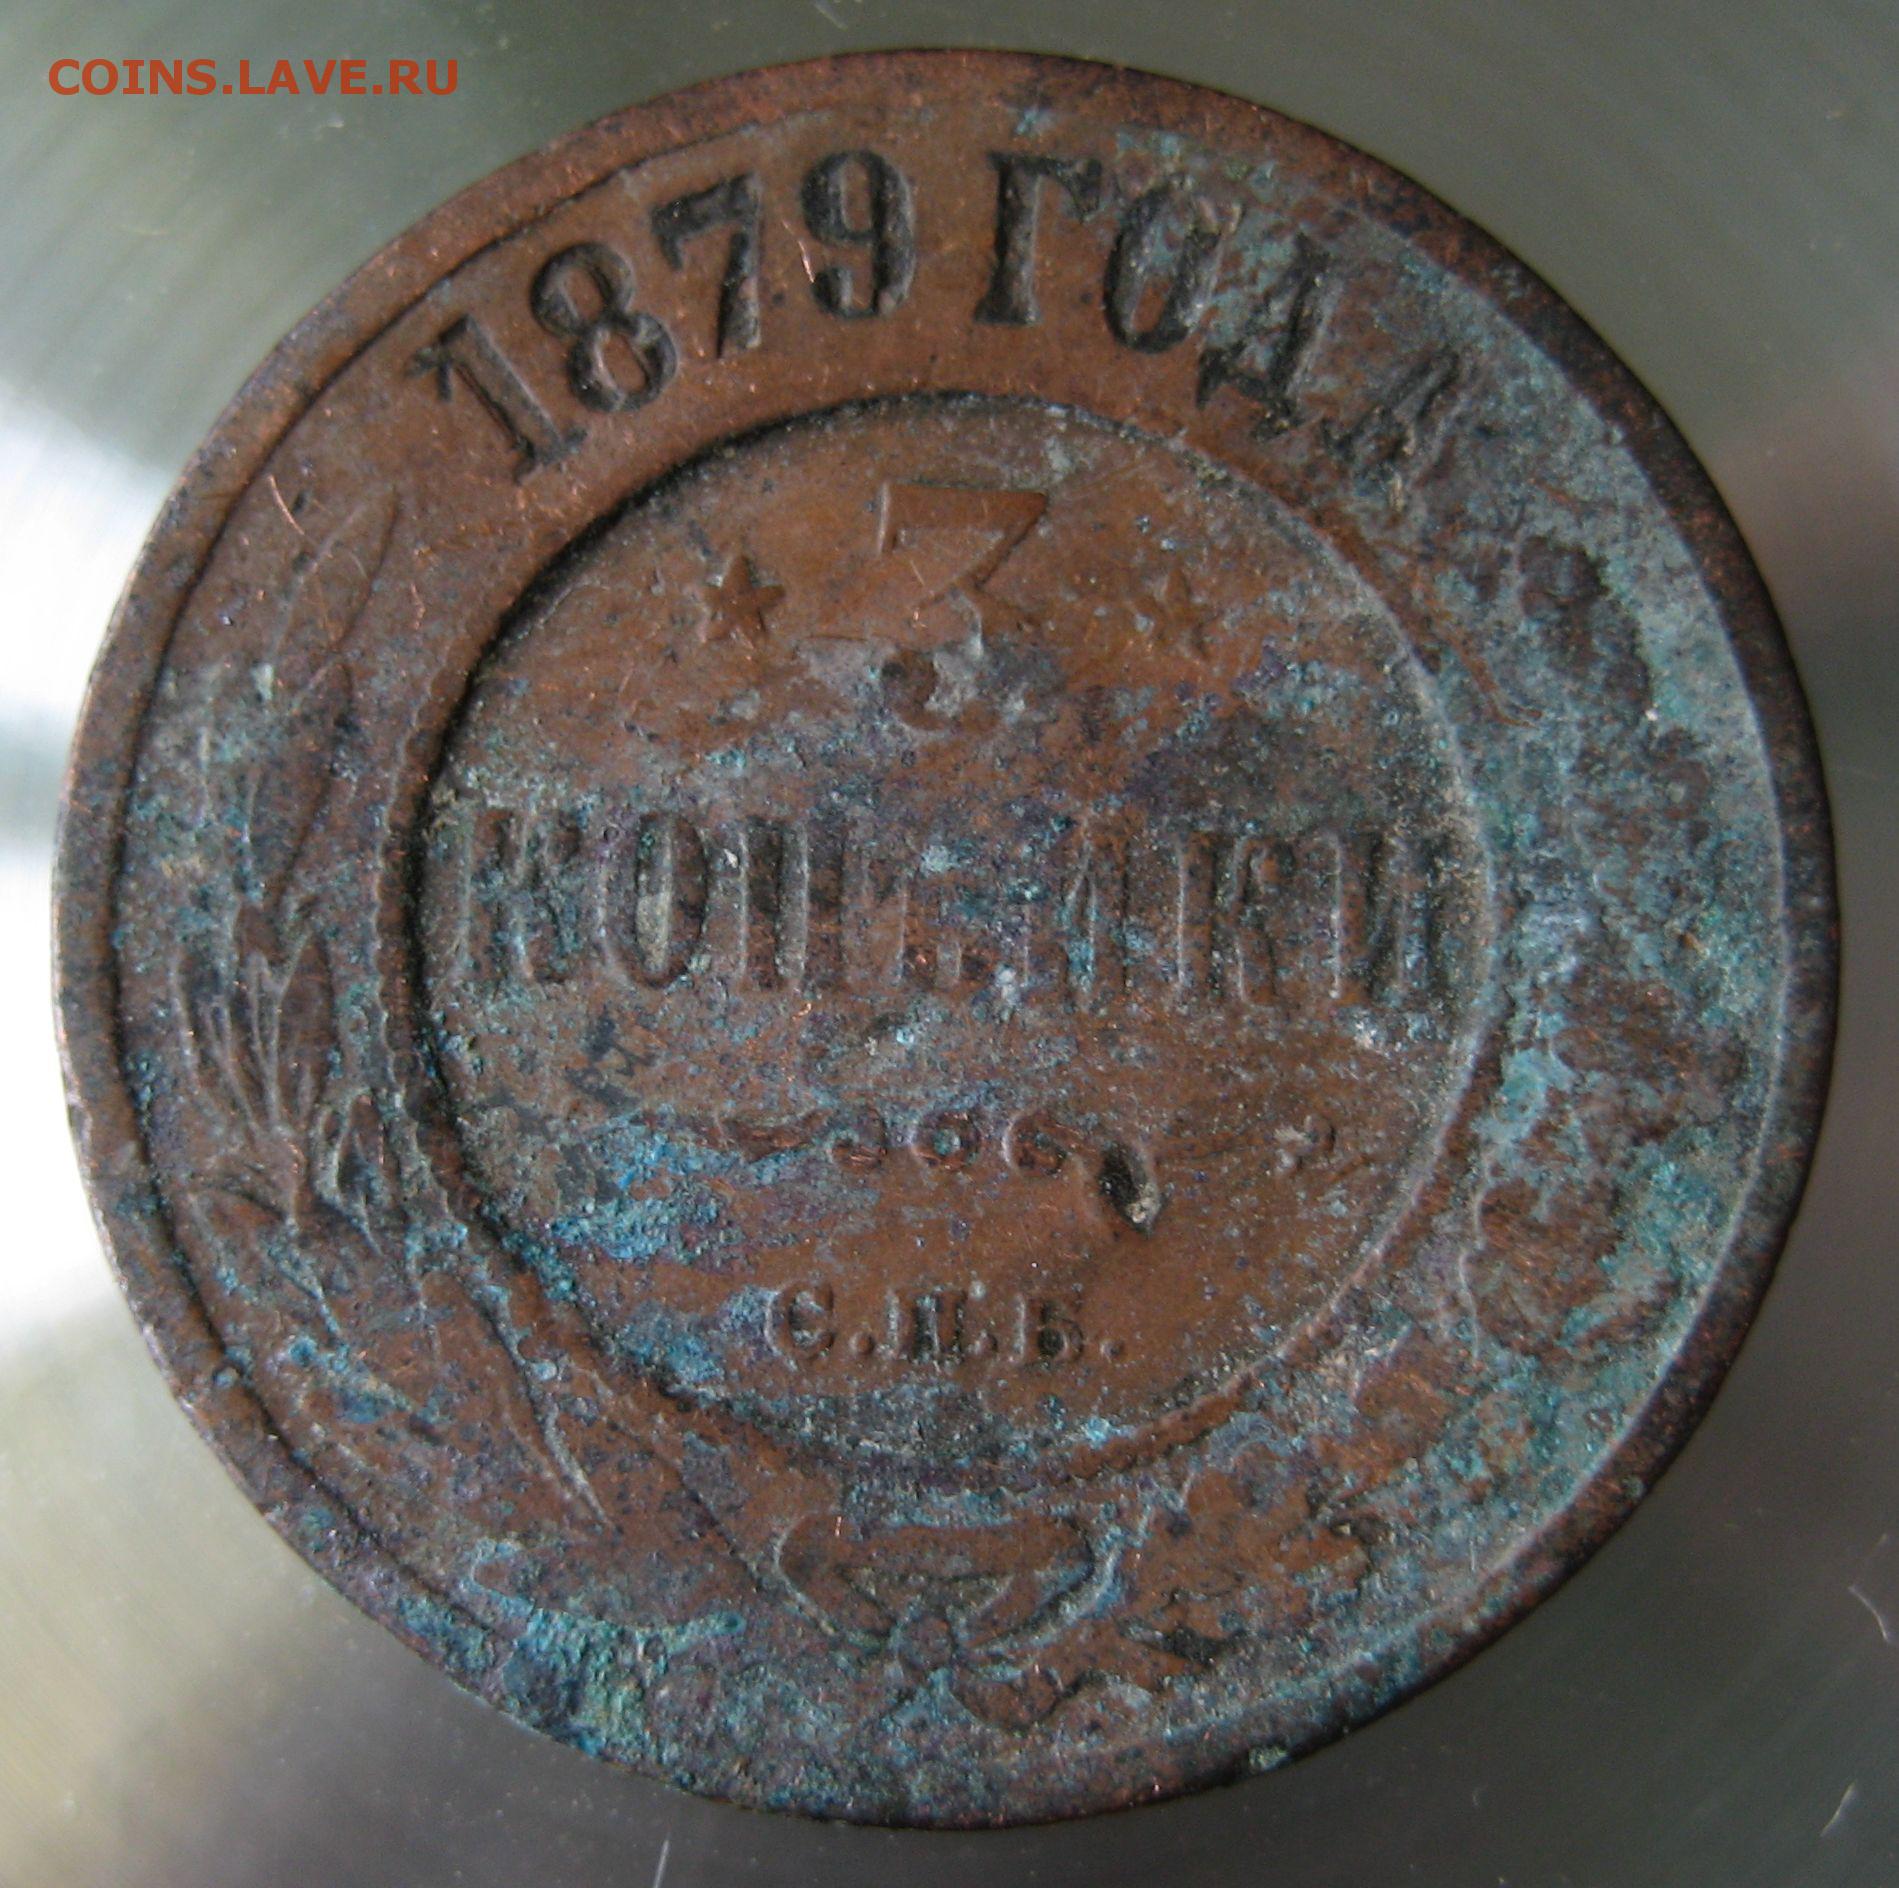 COINS.LAVE.RU
1879 ГОДА
3
КОПѢЙКИ
С.П.Б.